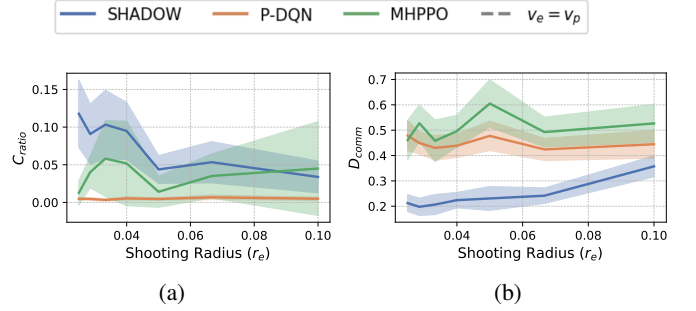 SHADOW P-DQN MHPPO v_e = v_p
C_ratio
0.15
0.10
0.05
0.00
0.04 0.06 0.08 0.10
Shooting Radius (r_e)
(a)
D_comm
0.7
0.6
0.5
0.4
0.3
0.2
0.04 0.06 0.08 0.10
Shooting Radius (r_e)
(b)